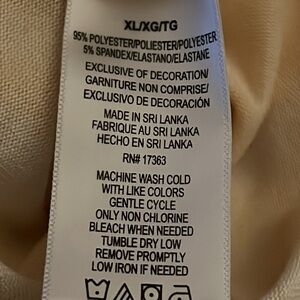 XL/XG/TG
95% POLYESTER/POLIESTER/POLYESTER
5% SPANDEX/ELASTANO/ELASTANE
EXCLUSIVE OF DECORATION/
GARNITURE NON COMPRISE/
EXCLUSIVO DE DECORACIÓN
MADE IN SRI LANKA
FABRIQUE AU SRI LANKA
HECHO EN SRI LANKA
RN# 17363
MACHINE WASH COLD
WITH LIKE COLORS
GENTLE CYCLE
ONLY NON CHLORINE
BLEACH WHEN NEEDED
TUMBLE DRY LOW
REMOVE PROMPTLY
LOW IRON IF NEEDED